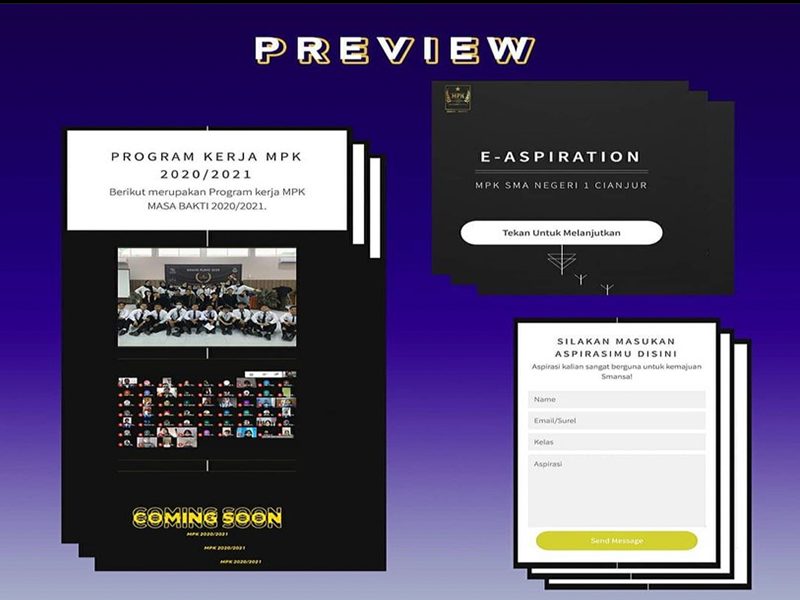 PREVIEW
PROGRAM KERJA MPK
2020/2021
Berikut merupakan Program kerja MPK
MASA BAKTI 2020/2021.
COMING SOON
MPK 2020/2021
MPK 2020/2021
MPK 2020/2021
MPK
E-ASPIRATION
MPK SMA NEGERI 1 CIANJUR
Tekan Untuk Melanjutkan
SILAKAN MASUKAN
ASPIRASIMU DISINI
Aspirasi kalian sangat berguna untuk kemajuan
Smansa!
Name
Email/Surel
Kelas
Aspirasi
Send Message